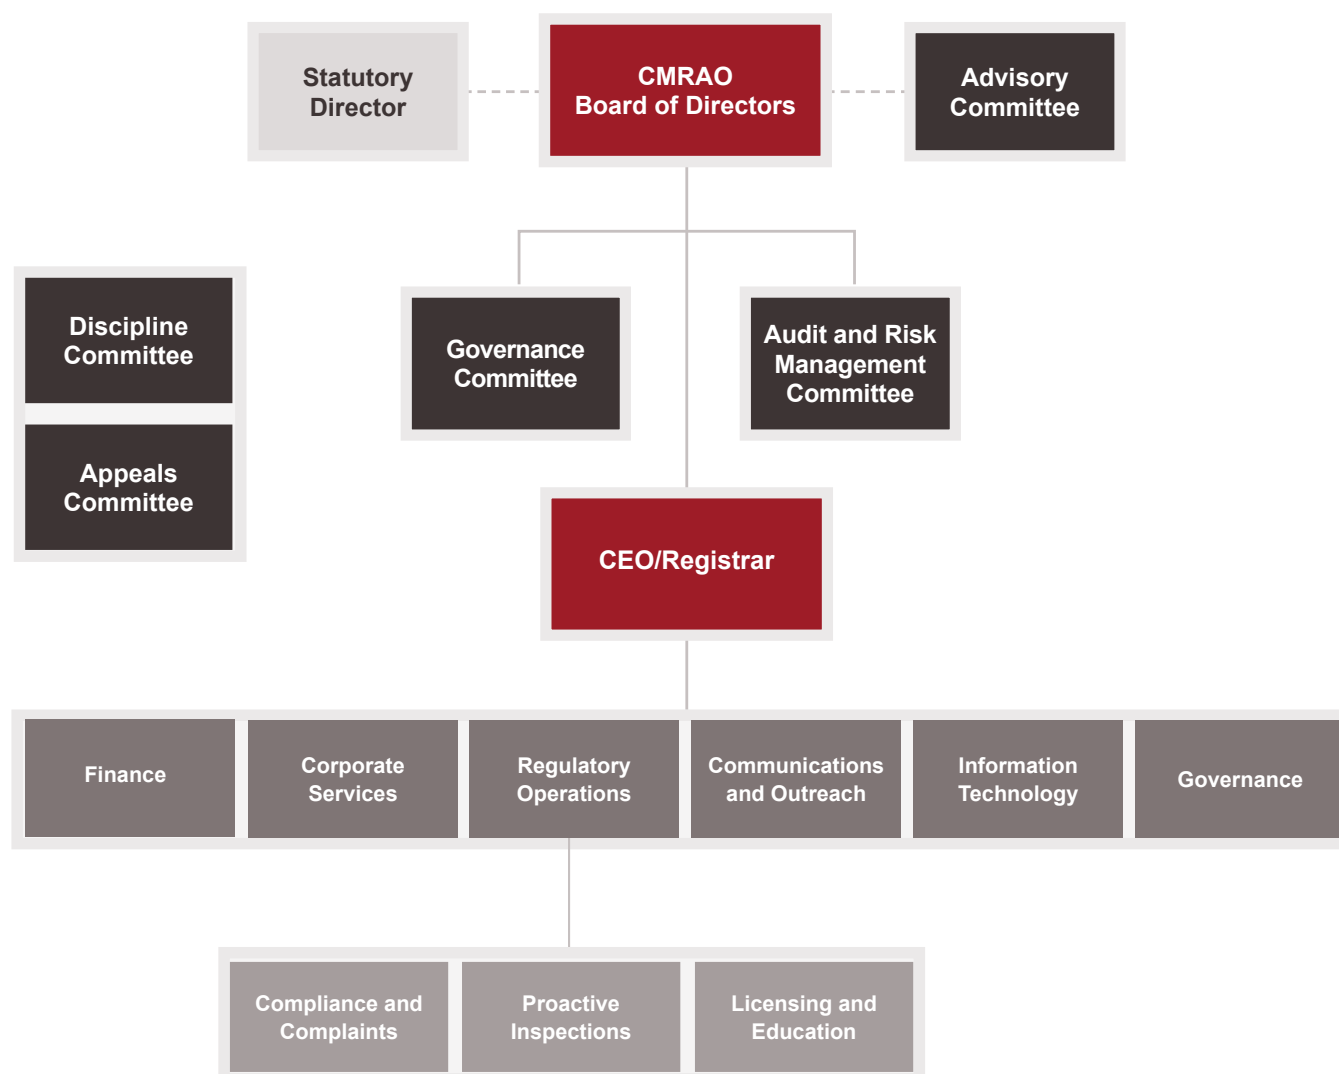 Statutory
Director
CMRAO
Board of Directors
Advisory
Committee
Discipline
Committee
Appeals
Committee
Governance
Committee
Audit and Risk
Management
Committee
CEO/Registrar
Finance
Corporate
Services
Regulatory
Operations
Communications
and Outreach
Information
Technology
Governance
Compliance and
Complaints
Proactive
Inspections
Licensing and
Education